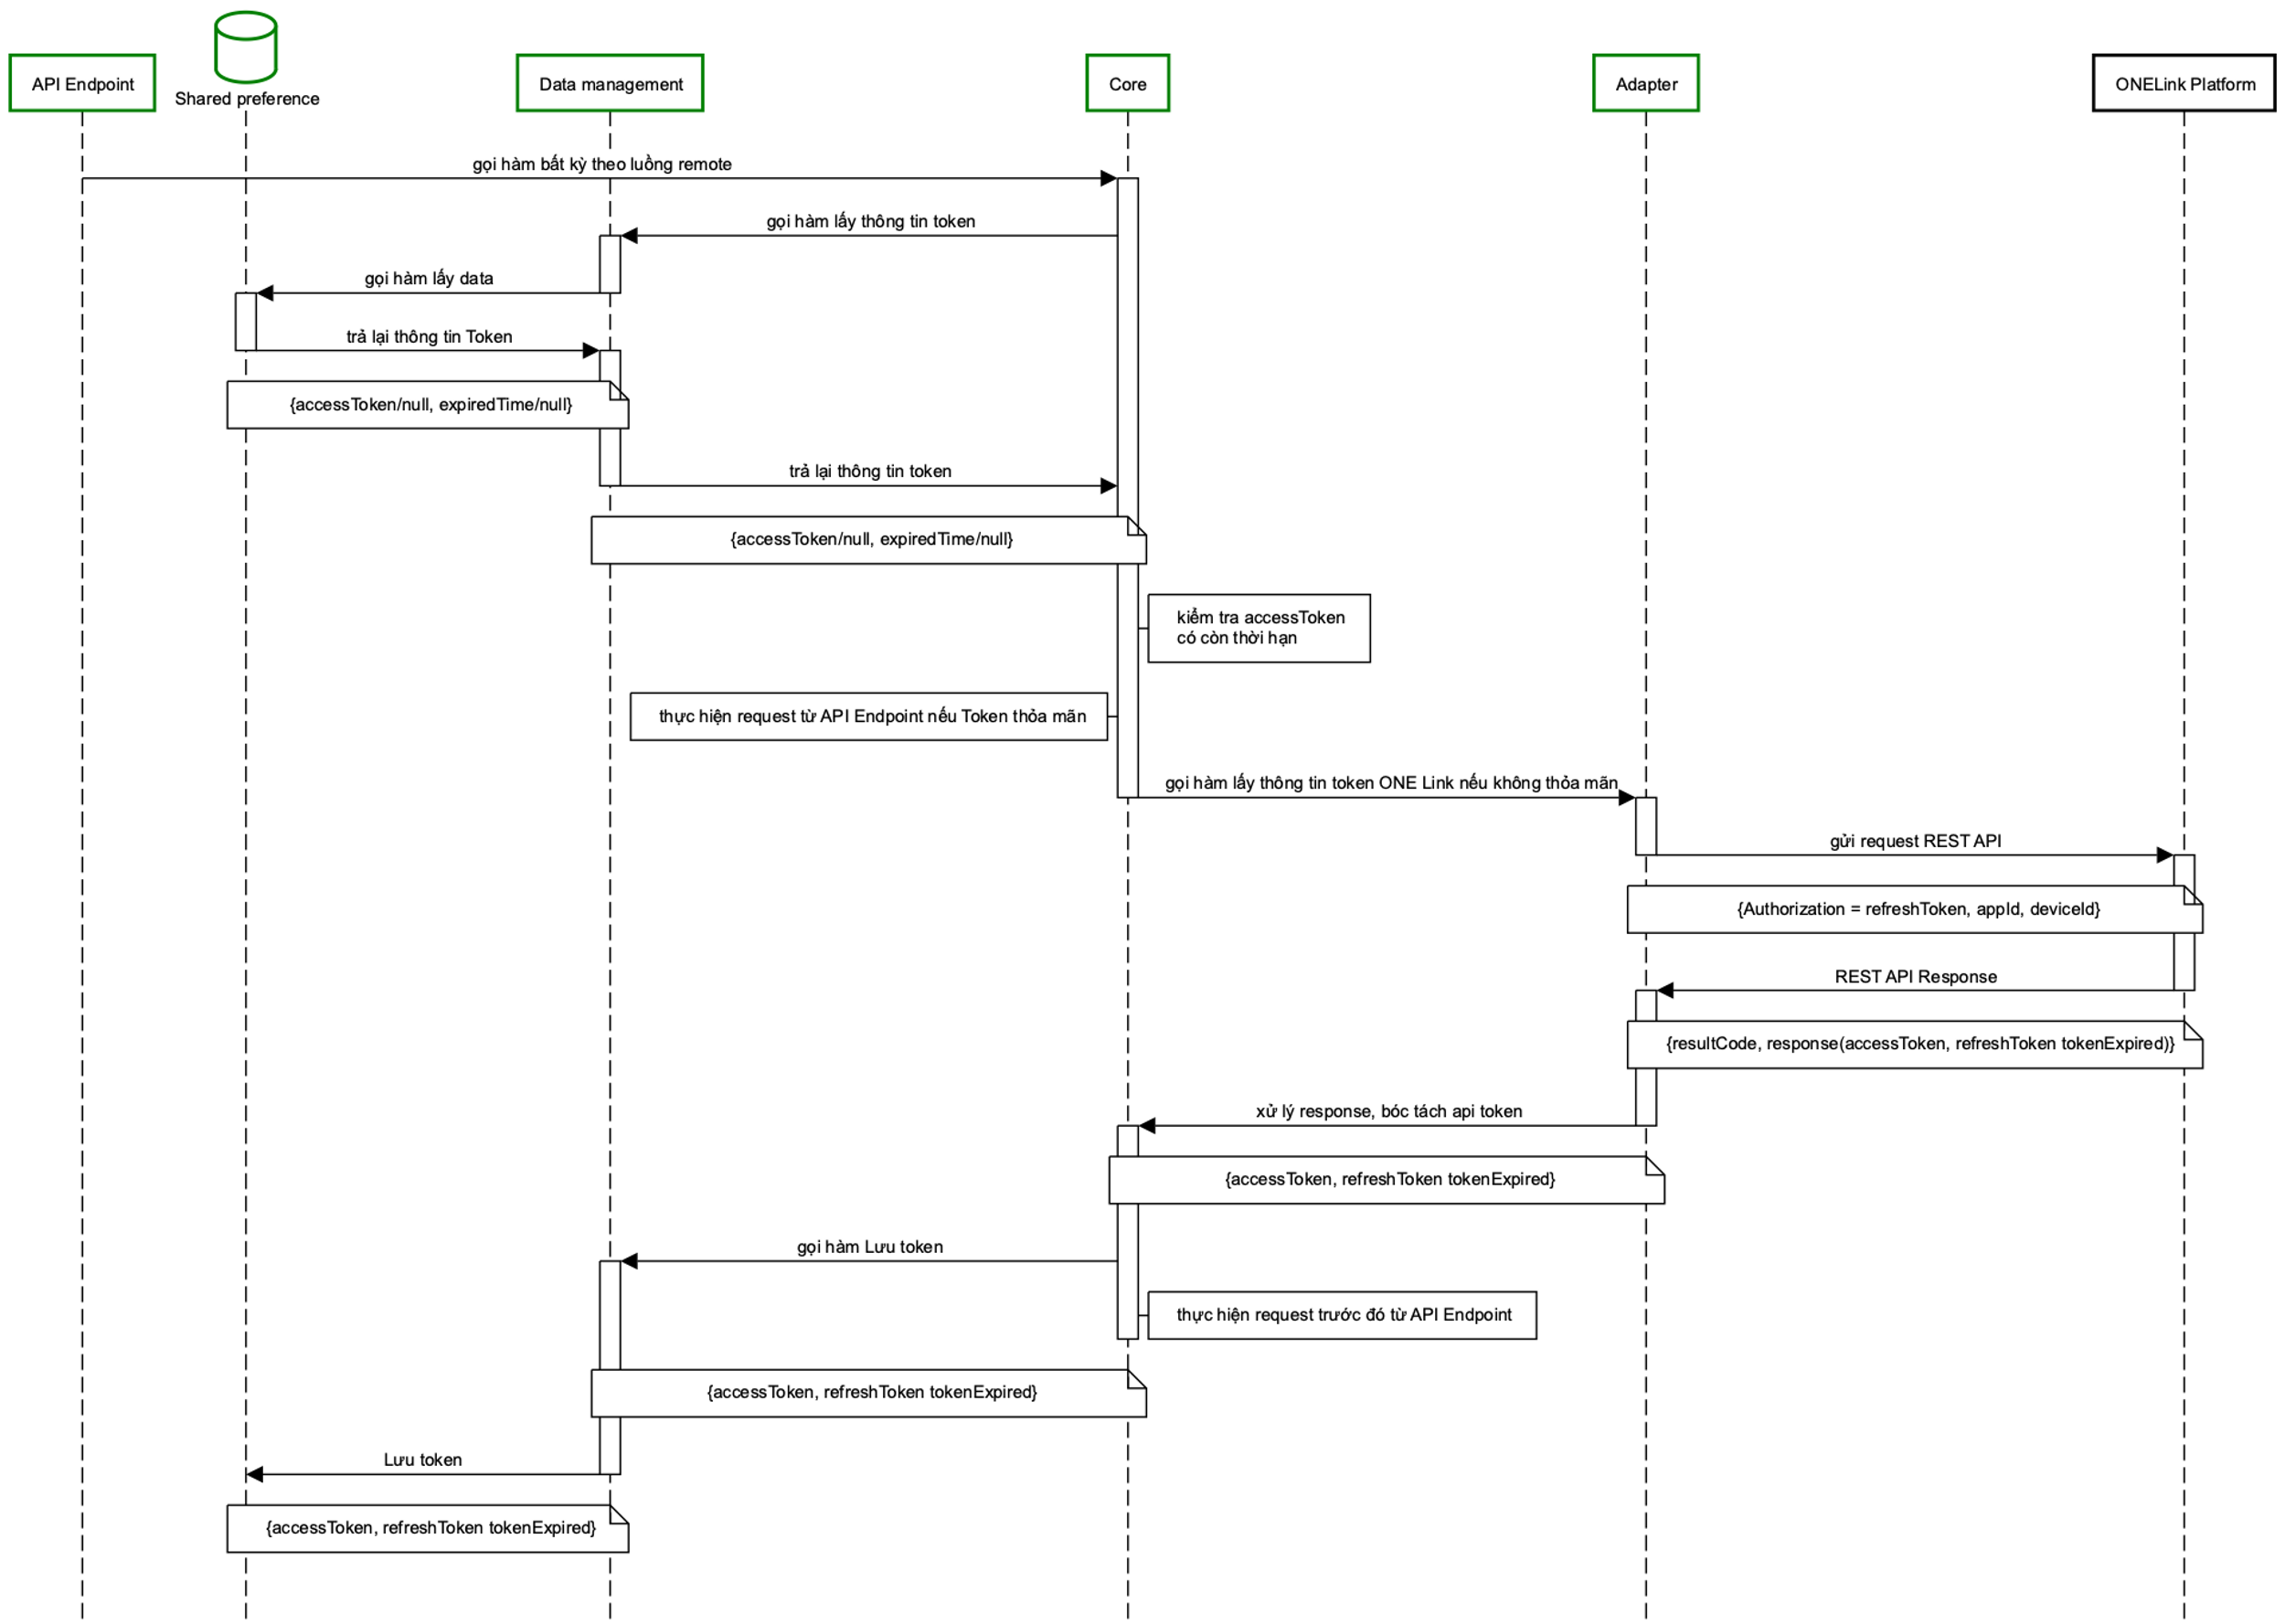 API Endpoint
Shared preference
Data management
Core
Adapter
ONELink Platform
gọi hàm bất kỳ theo luồng remote
gọi hàm lấy thông tin token
gọi hàm lấy data
trả lại thông tin Token
{accessToken/null, expiredTime/null}
trả lại thông tin token
{accessToken/null, expiredTime/null}
kiểm tra accessToken
có còn thời hạn
thực hiện request từ API Endpoint nếu Token thỏa mãn
gọi hàm lấy thông tin token ONE Link nếu không thỏa mãn
gửi request REST API
{Authorization = refreshToken, appId, deviceId}
REST API Response
{resultCode, response(accessToken, refreshToken tokenExpired)}
xử lý response, bóc tách api token
{accessToken, refreshToken tokenExpired}
gọi hàm Lưu token
thực hiện request trước đó từ API Endpoint
{accessToken, refreshToken tokenExpired}
Lưu token
{accessToken, refreshToken tokenExpired}